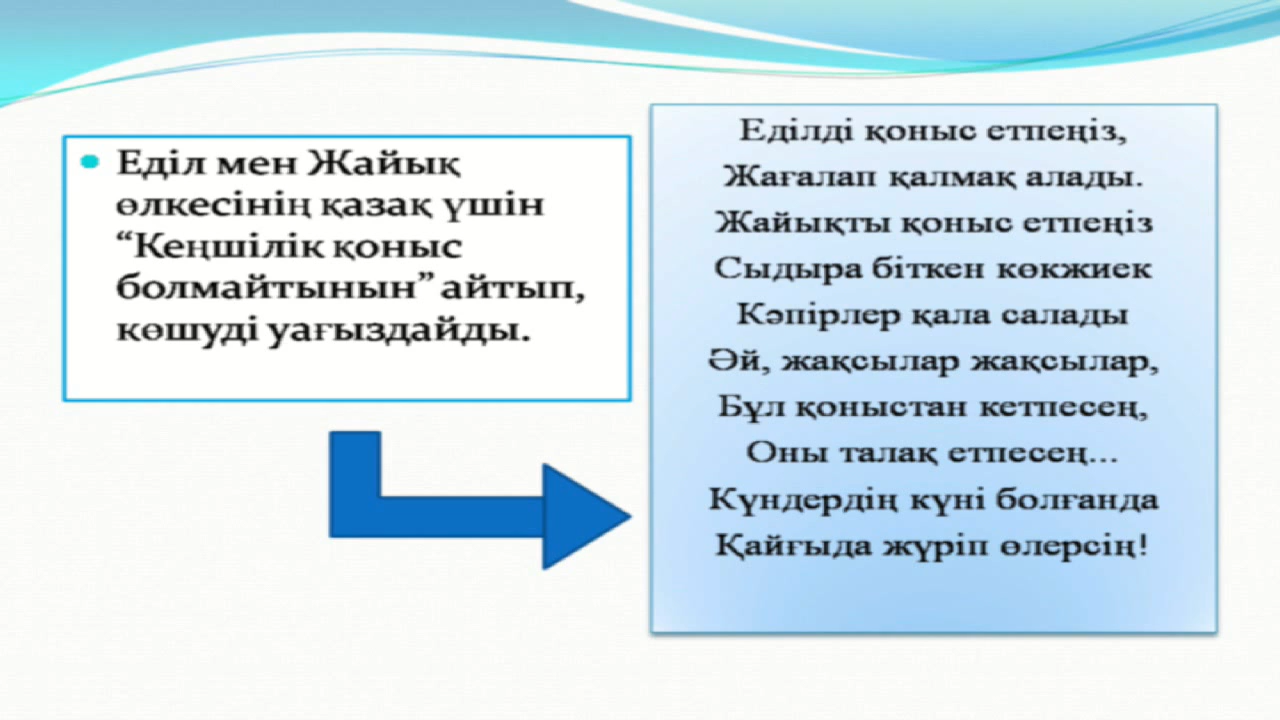 Еділ мен Жайық
өлкесінің қазақ үшін
“Кеңшілік қоныс
болмайтынын” айтып,
көшуді уағыздайды.
Еділді қоныс етпеңіз,
Жағалап қалмақ алады.
Жайықты қоныс етпеңіз
Сыдыра біткен көкжиек
Кәпірлер қала салады
Әй, жақсылар жақсылар,
Бұл қоныстан кетпесең,
Оны талақ етпесең...
Күндердің күні болғанда
Қайғыда жүріп өлерсің!